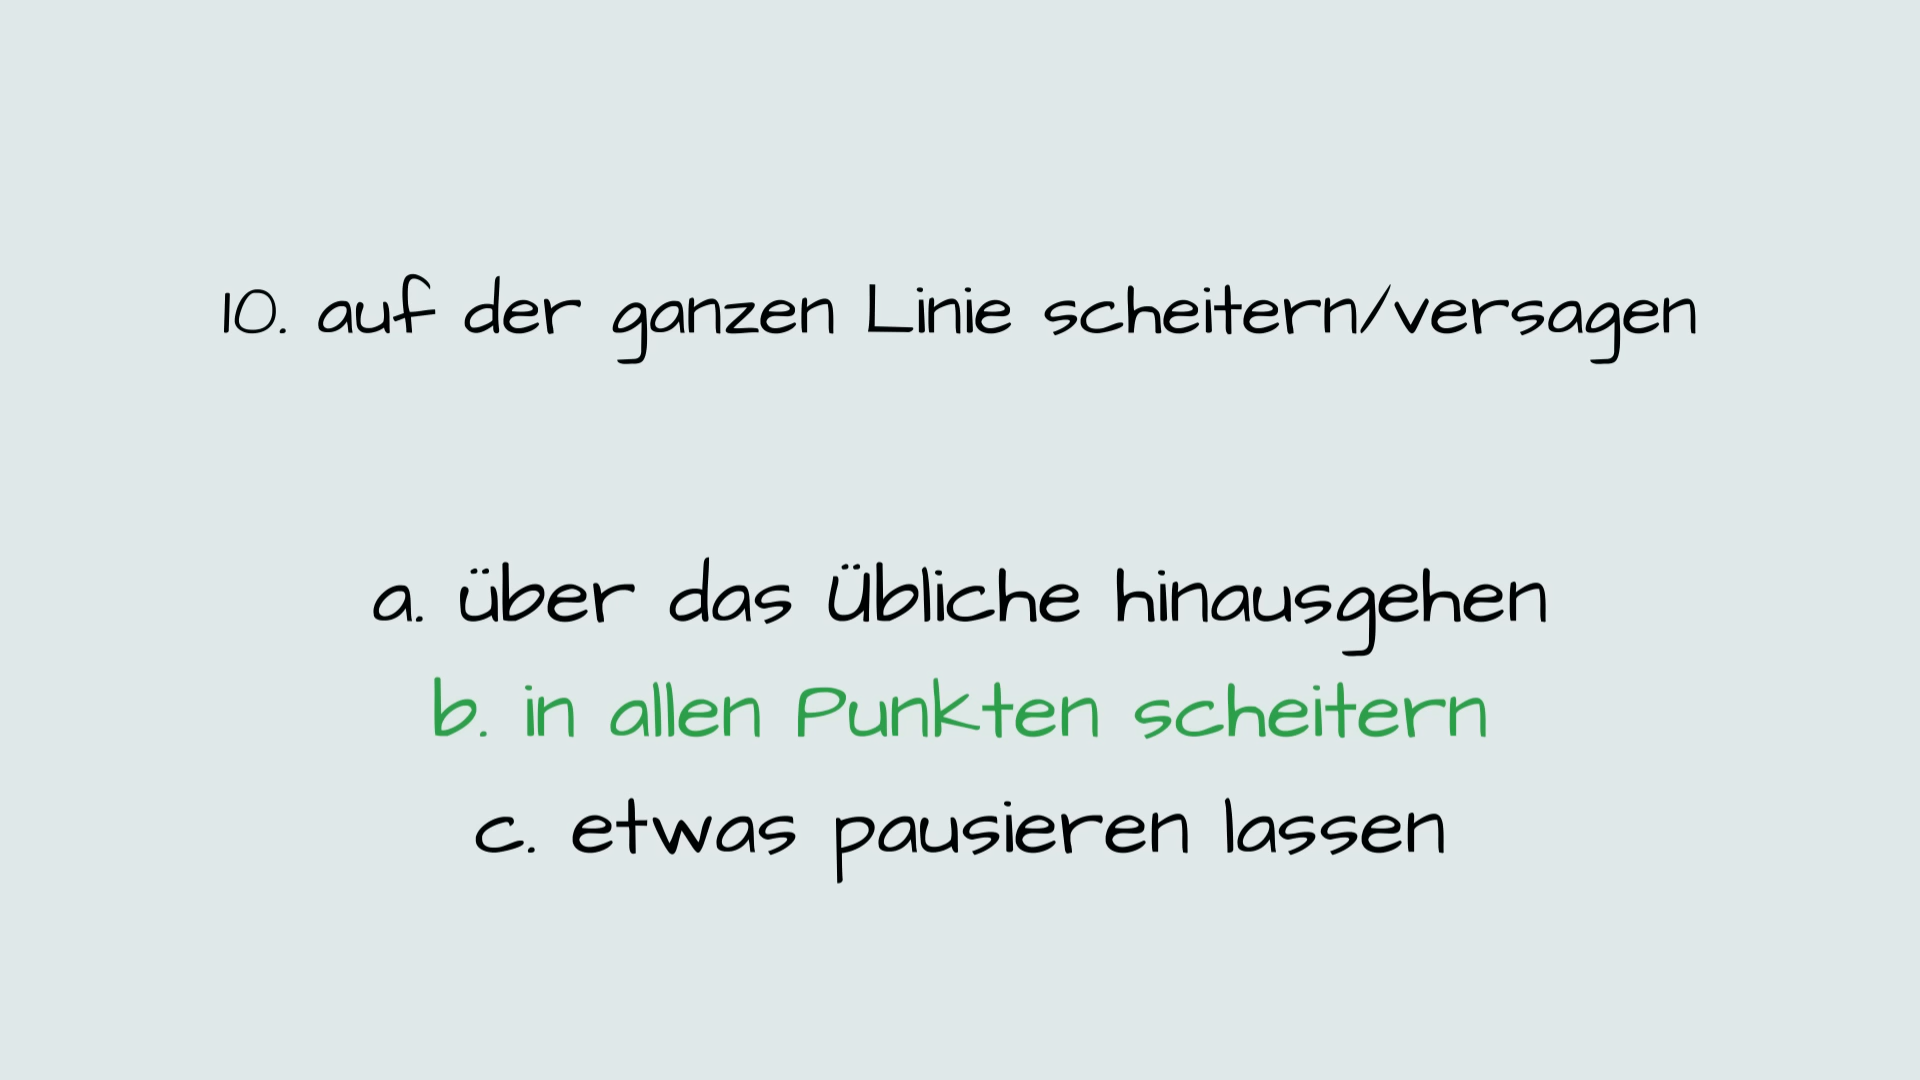 10. auf der ganzen Linie scheitern/versagen
a. über das Übliche hinausgehen
b. in allen Punkten scheitern
c. etwas pausieren lassen